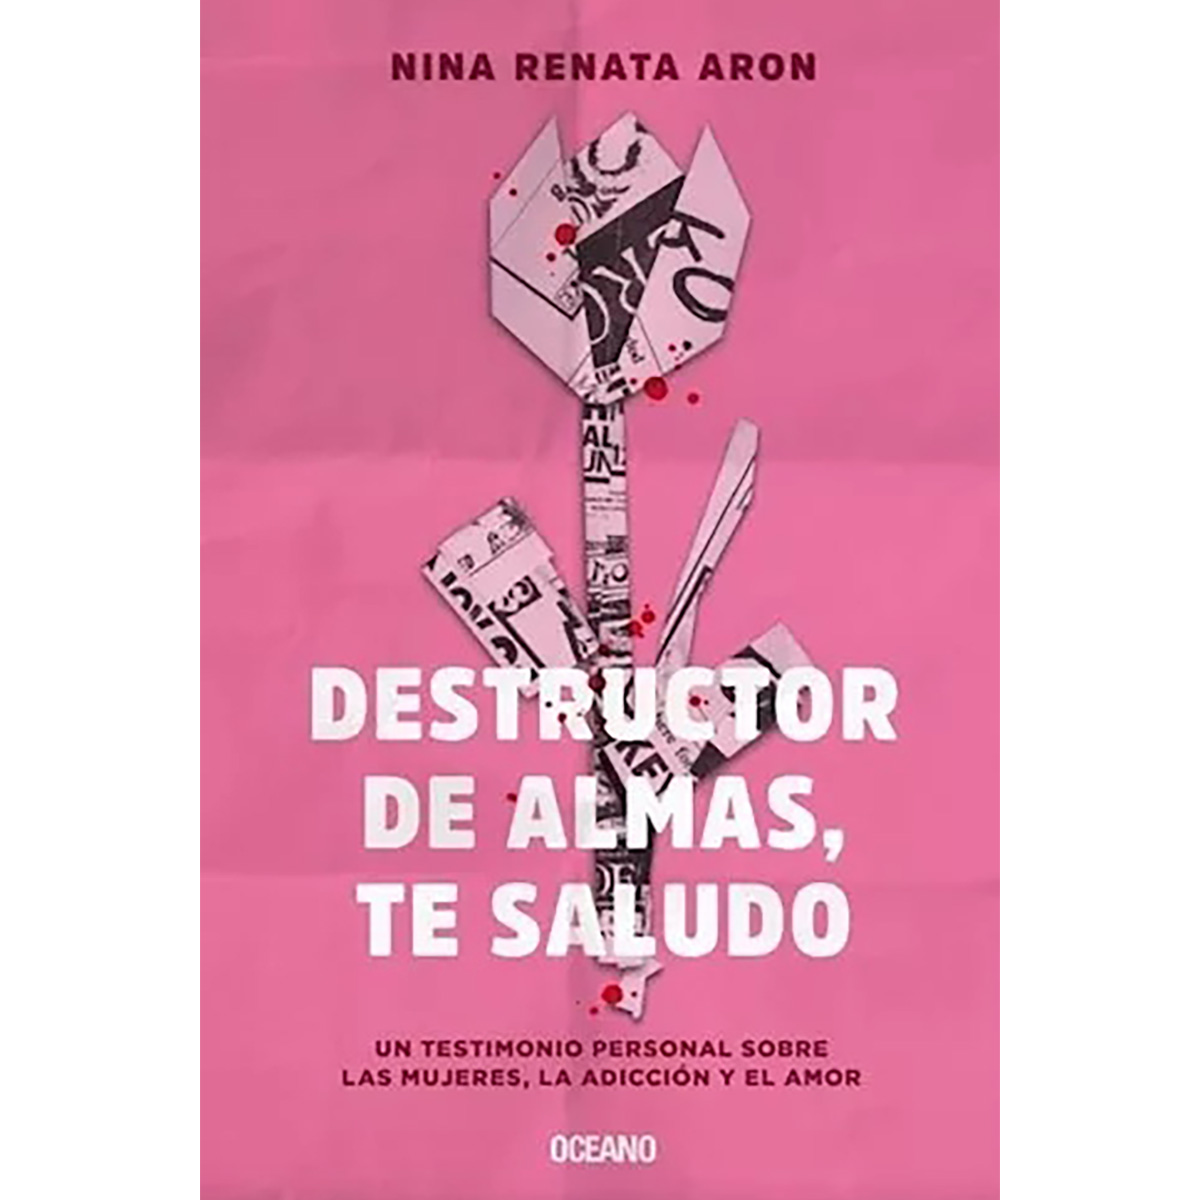 NINA RENATA ARON
DESTRUCTOR
DE ALMAS,
TE SALUDO
UN TESTIMONIO PERSONAL SOBRE
LAS MUJERES, LA ADICCIÓN Y EL AMOR
OCEANO